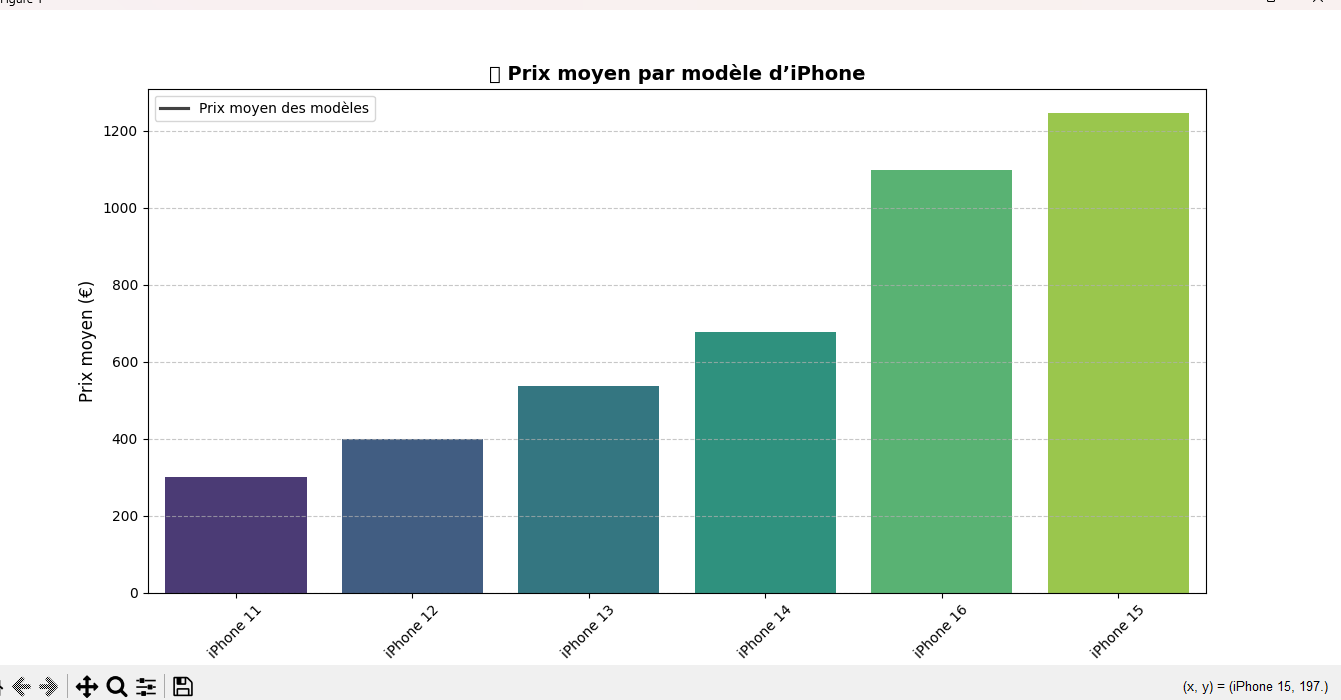 Prix moyen par modèle d’iPhone
Prix moyen des modèles
1200
1000
800
600
400
200
0
Prix moyen (€)
iPhone 11
iPhone 12
iPhone 13
iPhone 14
iPhone 16
iPhone 15
(x, y) = (iPhone 15, 197.)